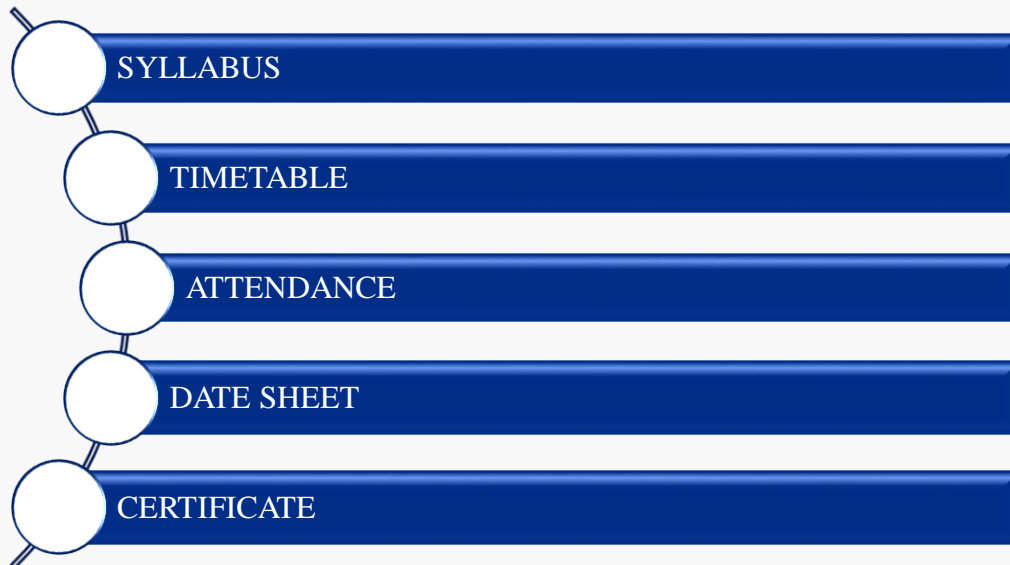 SYLLABUS
TIMETABLE
ATTENDANCE
DATE SHEET
CERTIFICATE